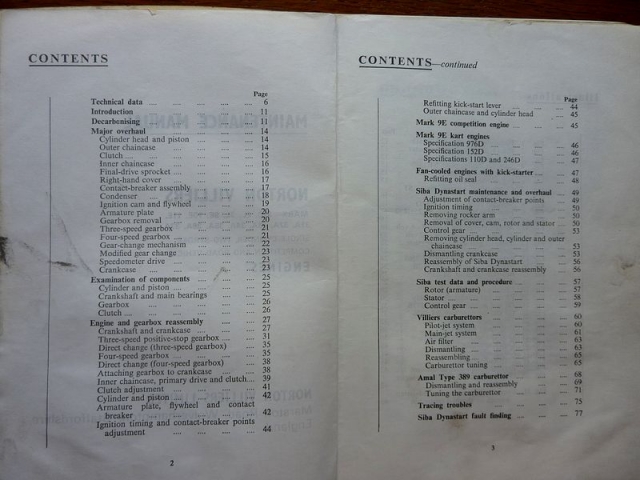 CONTENTS
Page
Technical data .... .... .... .... .... 6
Introduction .... .... .... .... .... 11
Decarbonising .... .... .... .... .... 11
Major overhaul .... .... .... .... 14
Cylinder head and piston .... .... .... 14
Outer chaincase .... .... .... .... 14
Clutch .... .... .... .... .... 15
Inner chaincase .... .... .... .... 16
Final-drive sprocket .... .... .... 16
Right-hand cover .... .... .... 17
Contact-breaker assembly .... .... 17
Condenser .... .... .... .... 18
Ignition cam and flywheel .... .... 19
Armature plate .... .... .... 20
Gearbox removal .... .... .... 20
Three-speed gearbox .... .... .... 21
Four-speed gearbox .... .... .... 21
Gear-change mechanism .... .... 22
Modified gear change .... .... .... 23
Speedometer drive .... .... .... 23
Crankcase .... .... .... .... 23
Examination of components .... .... 25
Cylinder and piston .... .... .... 25
Crankshaft and main bearings .... .... 25
Gearbox .... .... .... .... 26
Clutch .... .... .... .... 26
Engine and gearbox reassembly .... .... 27
Crankshaft and crankcase .... .... 27
Three-speed positive-stop gearbox .... 31
Direct change (three-speed gearbox) .... 35
Four-speed gearbox .... .... .... 35
Direct change (four-speed gearbox) .... 38
Attaching gearbox to crankcase .... 38
Inner chaincase, primary drive and clutch.... 39
Clutch adjustment .... .... .... 41
Cylinder and piston .... .... .... 42
Armature plate, flywheel and contact
breaker .... .... .... .... 42
Ignition timing and contact-breaker points
adjustment .... .... .... .... 44
2
CONTENTS—continued
Page
Refitting kick-start lever .... .... 44
Outer chaincase and cylinder head .... 45
Mark 9E competition engine .... .... 45
Mark 9E kart engines
Specification 976D .... .... .... 46
Specification 152D .... .... .... 46
Specifications 110D and 246D .... .... 47
Fan-cooled engines with kick-starter .... 47
Refitting oil seal .... .... .... 48
Siba Dynastart maintenance and overhaul .... 49
Adjustment of contact-breaker points .... 49
Ignition timing .... .... .... 50
Removing rocker arm .... .... .... 50
Removal of cover, cam, rotor and stator .... 50
Control gear .... .... .... .... 53
Removing cylinder head, cylinder and outer
chaincase .... .... .... .... 53
Dismantling crankcase .... .... .... 53
Reassembly of Siba Dynastart .... .... 56
Crankshaft and crankcase reassembly .... 56
Siba test data and procedure .... .... 57
Rotor (armature) .... .... .... 57
Stator .... .... .... .... 58
Control gear .... .... .... .... 59
Villiers carburettors .... .... .... 60
Pilot-jet system .... .... .... 60
Main-jet system .... .... .... 61
Air filter .... .... .... .... 63
Dismantling .... .... .... .... 63
Reassembling .... .... .... .... 65
Carburettor tuning .... .... .... 65
Amal Type 389 carburettor .... .... 68
Dismantling and reassembly .... .... 69
Tuning the carburettor .... .... .... 71
Tracing troubles .... .... .... 75
Siba Dynastart fault finding .... .... 77
3